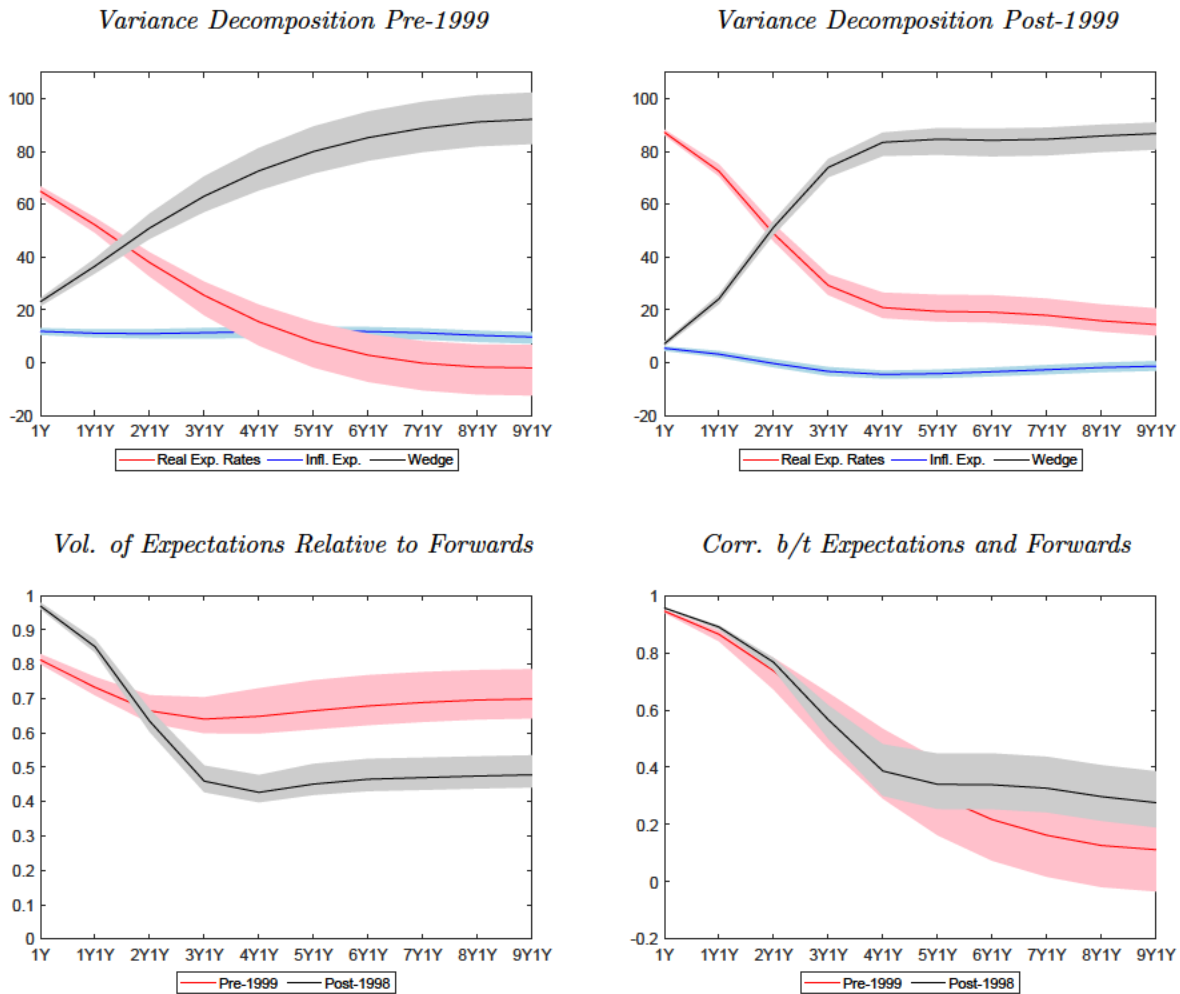 Variance Decomposition Pre-1999
100
80
60
40
20
0
-20
1Y 1Y1Y 2Y1Y 3Y1Y 4Y1Y 5Y1Y 6Y1Y 7Y1Y 8Y1Y 9Y1Y
Real Exp. Rates Infl. Exp. Wedge
Variance Decomposition Post-1999
100
80
60
40
20
0
-20
1Y 1Y1Y 2Y1Y 3Y1Y 4Y1Y 5Y1Y 6Y1Y 7Y1Y 8Y1Y 9Y1Y
Real Exp. Rates Infl. Exp. Wedge
Vol. of Expectations Relative to Forwards
1
0.9
0.8
0.7
0.6
0.5
0.4
0.3
0.2
0.1
0
1Y 1Y1Y 2Y1Y 3Y1Y 4Y1Y 5Y1Y 6Y1Y 7Y1Y 8Y1Y 9Y1Y
Pre-1999 Post-1998
Corr. b/t Expectations and Forwards
1
0.8
0.6
0.4
0.2
0
-0.2
1Y 1Y1Y 2Y1Y 3Y1Y 4Y1Y 5Y1Y 6Y1Y 7Y1Y 8Y1Y 9Y1Y
Pre-1999 Post-1998